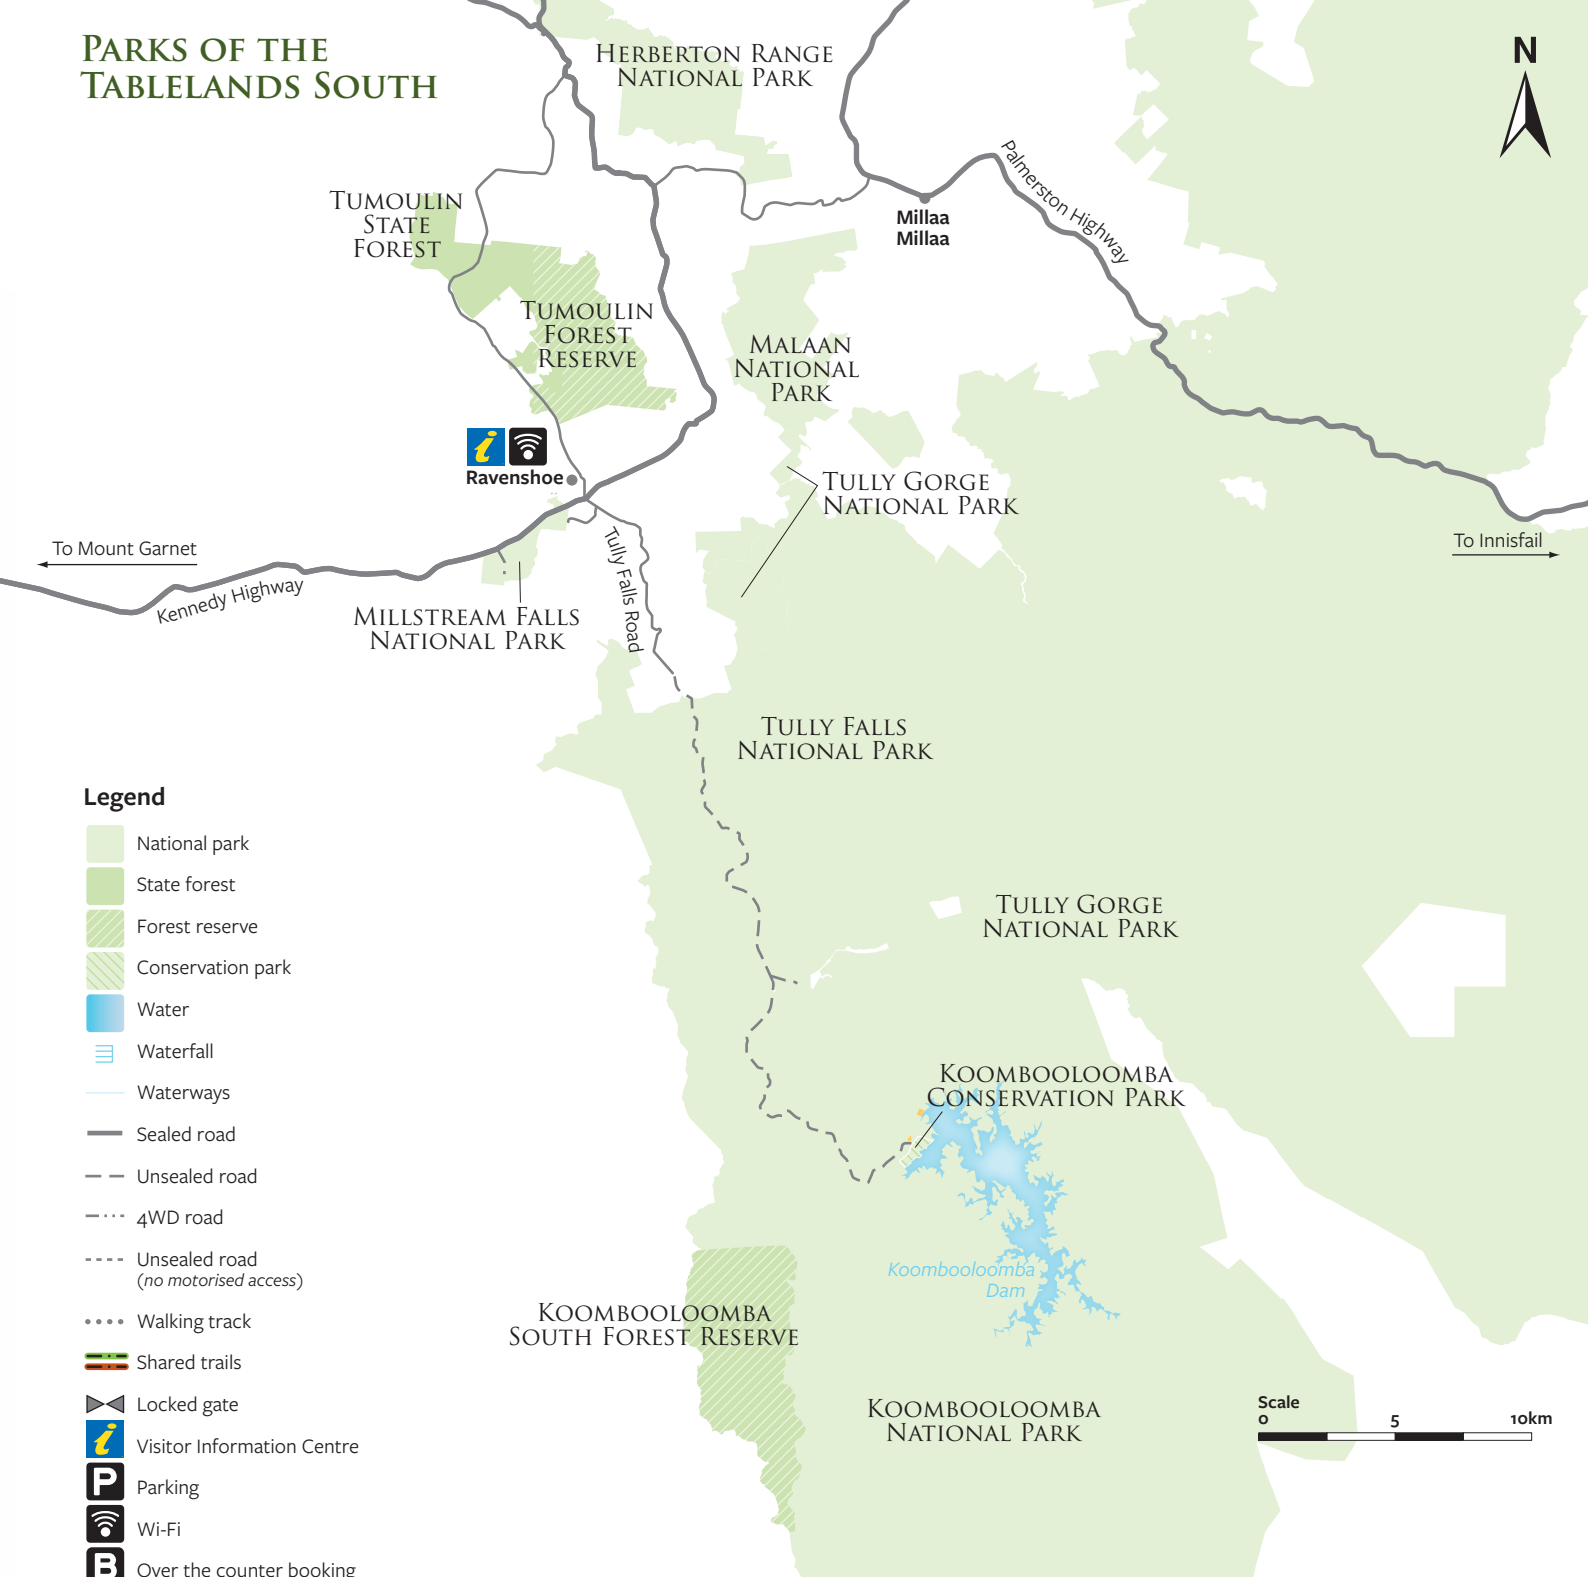 PARKS OF THE
TABLELANDS SOUTH
HERBERTON RANGE
NATIONAL PARK
N
Palmerston Highway
TUMOULIN
STATE
FOREST
Millaa
Millaa
TUMOULIN
FOREST
RESERVE
MALAAN
NATIONAL
PARK
i
Ravenshoe
TULLY GORGE
NATIONAL PARK
To Mount Garnet
To Innisfail
Kennedy Highway
Tully Falls Road
MILLSTREAM FALLS
NATIONAL PARK
TULLY FALLS
NATIONAL PARK
TULLY GORGE
NATIONAL PARK
KOOMBOOLOOMBA
CONSERVATION PARK
Koombooloomba
Dam
KOOMBOOLOOMBA
SOUTH FOREST RESERVE
KOOMBOOLOOMBA
NATIONAL PARK
Scale
0 5 10km
Legend
National park
State forest
Forest reserve
Conservation park
Water
Waterfall
Waterways
Sealed road
Unsealed road
4WD road
Unsealed road
(no motorised access)
Walking track
Shared trails
Locked gate
i Visitor Information Centre
P Parking
Wi-Fi
B Over the counter booking